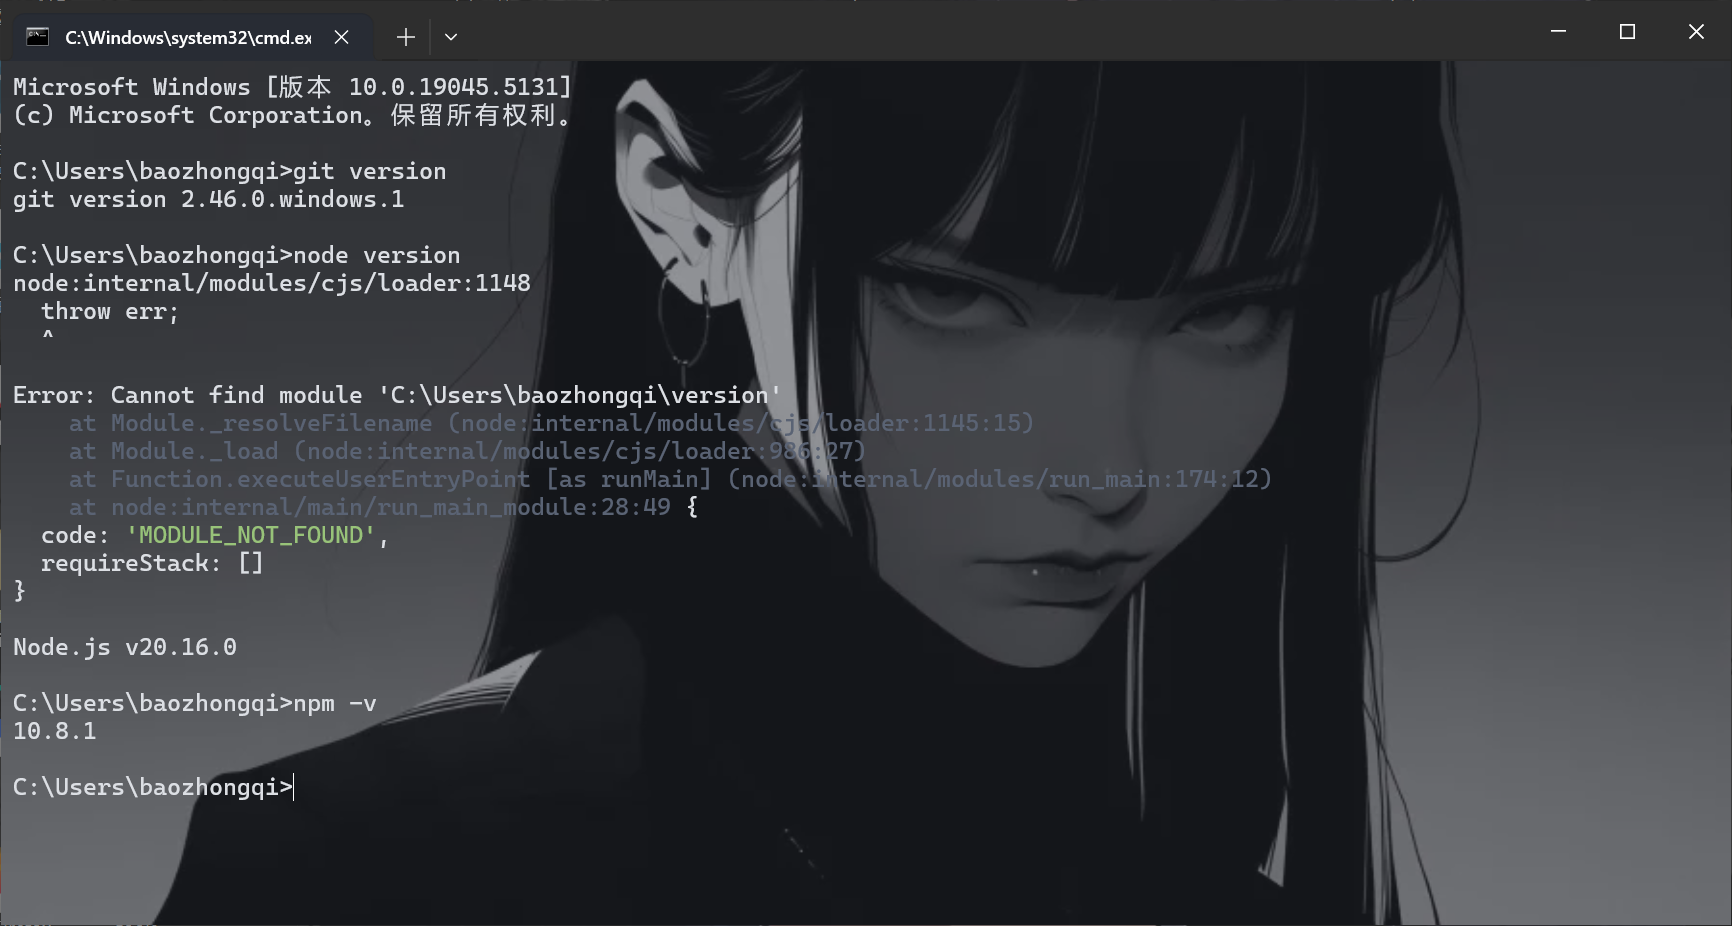 C:\Windows\system32\cmd.ex
Microsoft Windows [版本 10.0.19045.5131]
(c) Microsoft Corporation。保留所有权利。
C:\Users\baozhongqi>git version
git version 2.46.0.windows.1
C:\Users\baozhongqi>node version
node:internal/modules/cjs/loader:1148
  throw err;
  ^
Error: Cannot find module 'C:\Users\baozhongqi\version'
    at Module._resolveFilename (node:internal/modules/cjs/loader:1145:15)
    at Module._load (node:internal/modules/cjs/loader:986:27)
    at Function.executeUserEntryPoint [as runMain] (node:internal/modules/run_main:174:12)
    at node:internal/main/run_main_module:28:49 {
  code: 'MODULE_NOT_FOUND',
  requireStack: []
}
Node.js v20.16.0
C:\Users\baozhongqi>npm -v
10.8.1
C:\Users\baozhongqi>